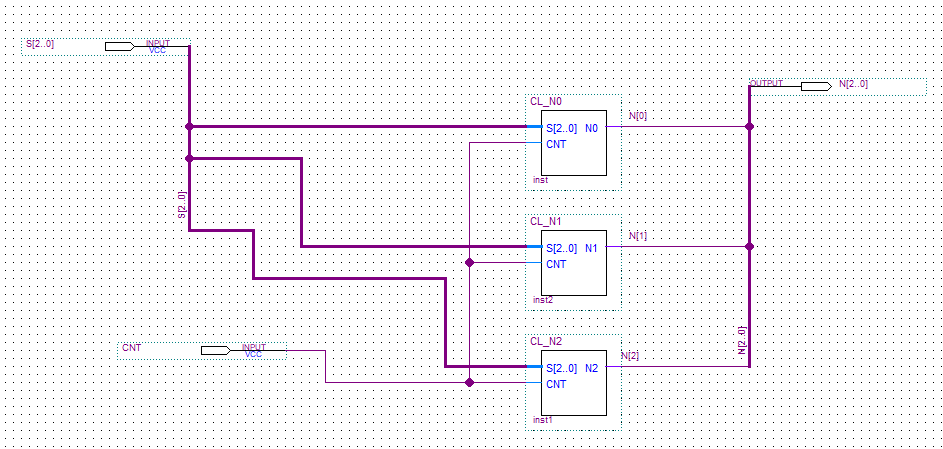 S[2..0]
INPUT
VCC
OUTPUT
N[2..0]
CL_N0
S[2..0] N0
CNT
inst
N[0]
S[2..0]
CL_N1
S[2..0] N1
CNT
inst2
N[1]
CNT
INPUT
VCC
CL_N2
S[2..0] N2
CNT
inst1
N[2]
N[2..0]